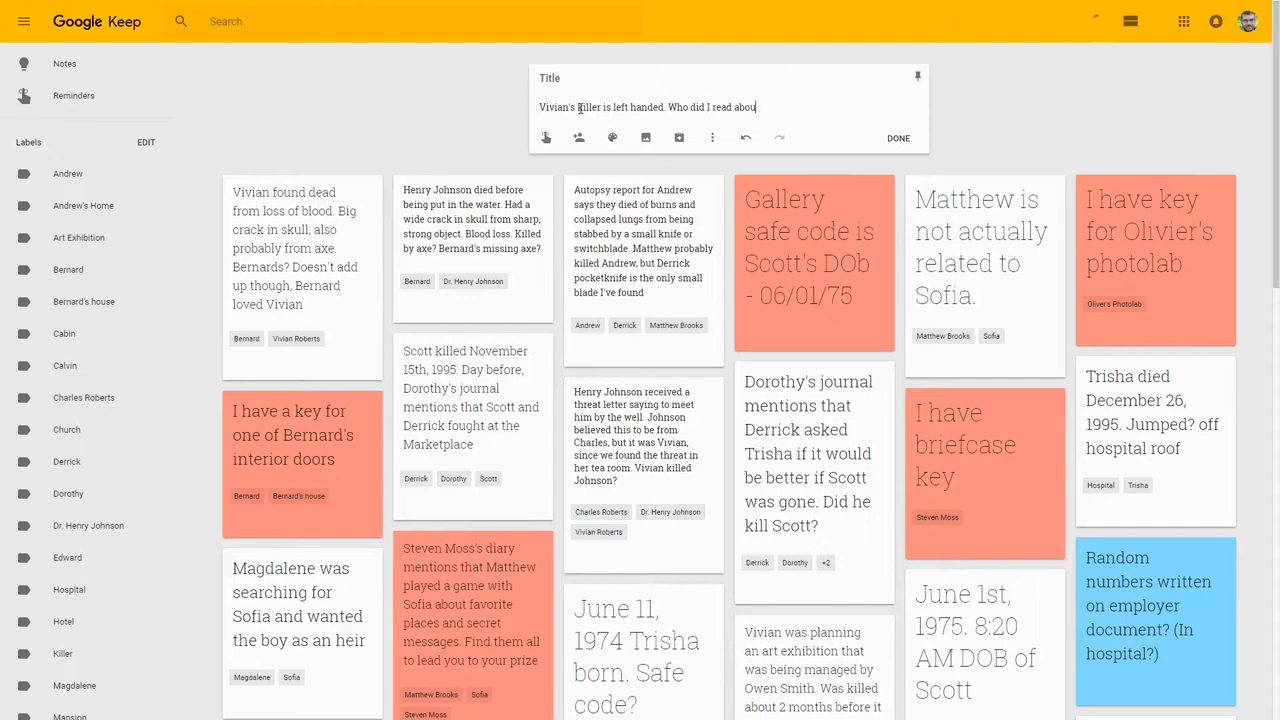 Google Keep
Search
Notes
Reminders
Labels
EDIT
Andrew
Andrew's Home
Art Exhibition
Bernard
Bernard's house
Cabin
Calvin
Charles Roberts
Church
Derrick
Dorothy
Dr. Henry Johnson
Edward
Hospital
Hotel
Killer
Magdalene
Mansion
Title
Vivian's killer is left handed. Who did I read abou
DONE
Vivian found dead
from loss of blood. Big
crack in skull, also
probably from axe.
Bernards? Doesn't add
up though, Bernard
loved Vivian
Bernard
Vivian Roberts
I have a key for
one of Bernard's
interior doors
Bernard
Bernard's house
Magdalene was
searching for
Sofia and wanted
the boy as an heir
Magdalene
Sofia
Henry Johnson died before
being put in the water. Had a
wide crack in skull from sharp,
strong object. Blood loss. Killed
by axe? Bernard's missing axe?
Bernard
Dr. Henry Johnson
Scott killed November
15th, 1995. Day before,
Dorothy's journal
mentions that Scott and
Derrick fought at the
Marketplace
Derrick
Dorothy
Scott
Steven Moss's diary
mentions that Matthew
played a game with
Sofia about favorite
places and secret
messages. Find them all
to lead you to your prize
Matthew Brooks
Sofia
Steven Moss
Autopsy report for Andrew
says they died of burns and
collapsed lungs from being
stabbed by a small knife or
switchblade. Matthew probably
killed Andrew, but Derrick
pocketknife is the only small
blade I've found
Andrew
Derrick
Matthew Brooks
Henry Johnson received a
threat letter saying to meet
him by the well. Johnson
believed this to be from
Charles, but it was Vivian,
since we found the threat in
her tea room. Vivian killed
Johnson?
Charles Roberts
Dr. Henry Johnson
Vivian Roberts
June 11,
1974 Trisha
born. Safe
code?
Gallery
safe code is
Scott's DOb
- 06/01/75
Dorothy's journal
mentions that
Derrick asked
Trisha if it would
be better if Scott
was gone. Did he
kill Scott?
Derrick
Dorothy
+2
Vivian was planning
an art exhibition that
was being managed by
Owen Smith. Was killed
about 2 months before it
Matthew is
not actually
related to
Sofia.
Matthew Brooks
Sofia
I have
briefcase
key
Steven Moss
June 1st,
1975. 8:20
AM DOB of
Scott
I have key
for Olivier's
photolab
Oliver's Photolab
Trisha died
December 26,
1995. Jumped? off
hospital roof
Hospital
Trisha
Random
numbers written
on employer
document? (In
hospital?)